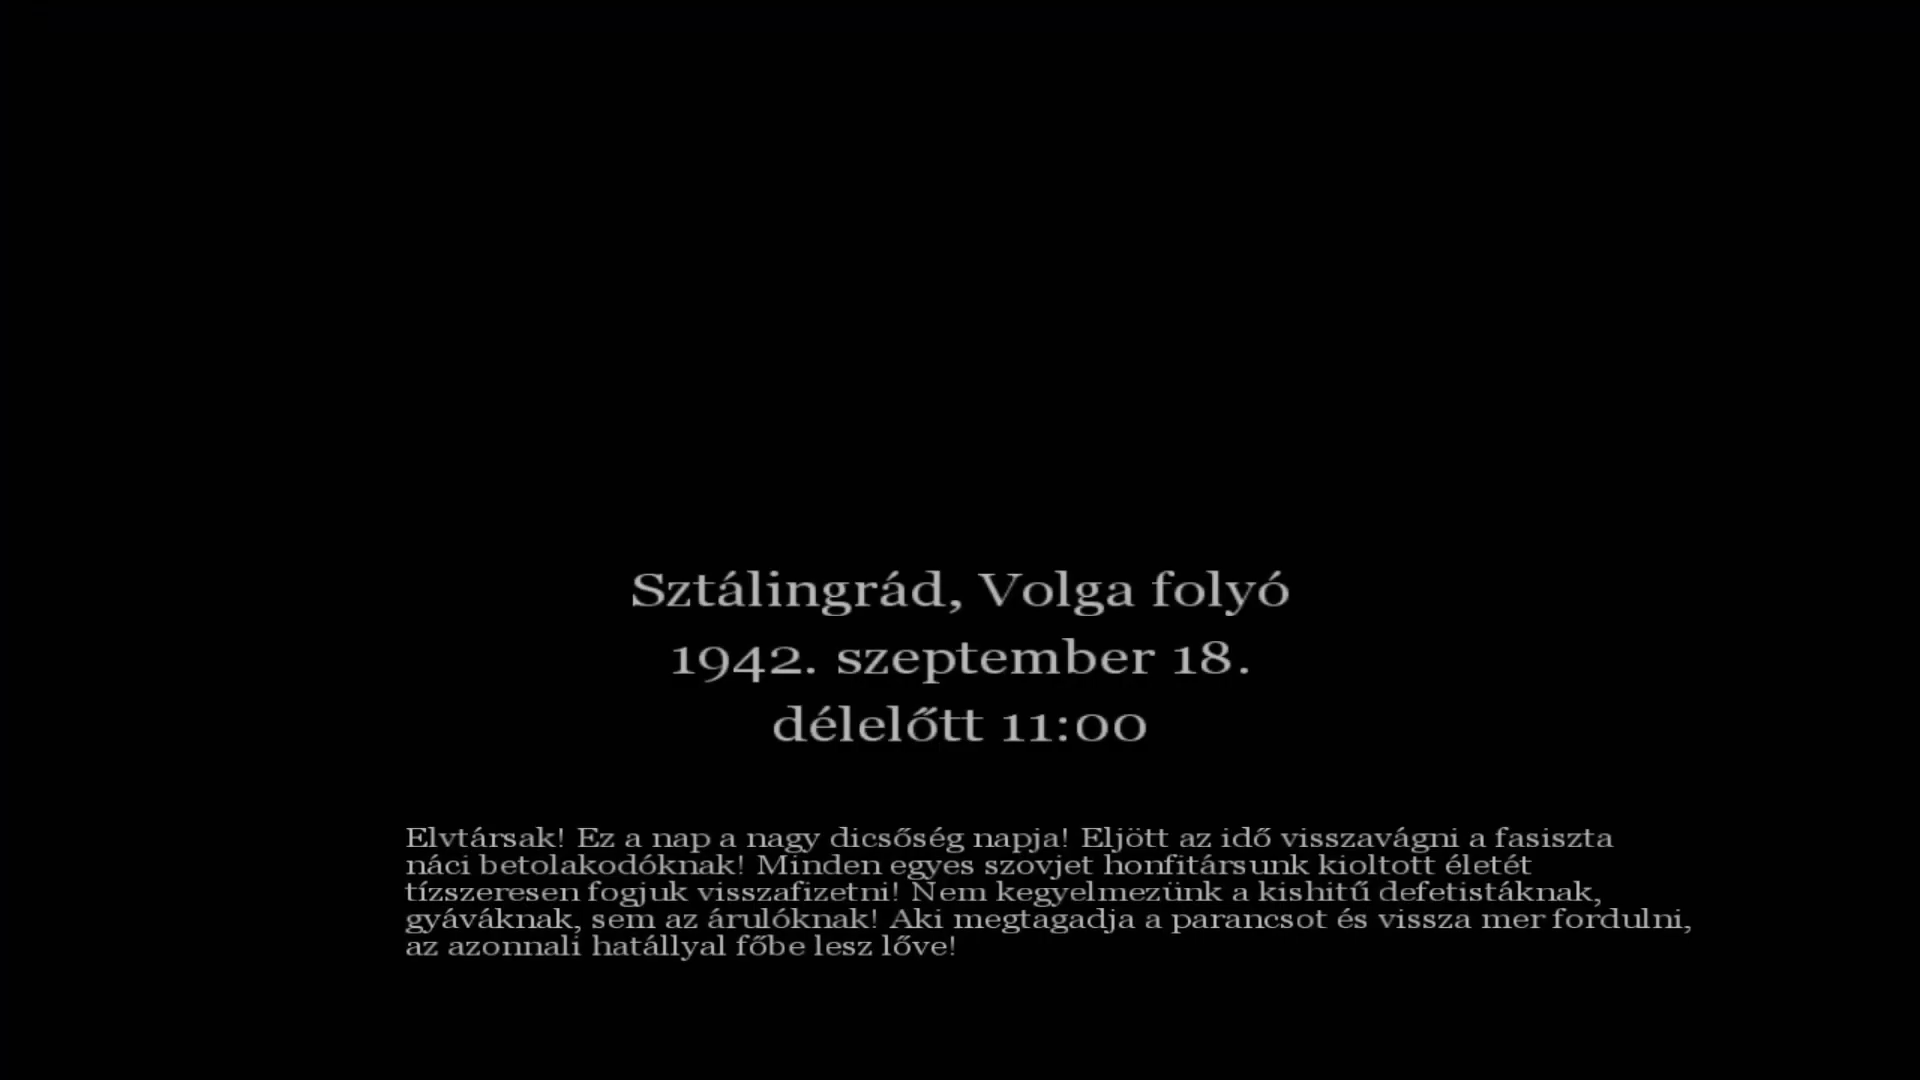 Sztálingrád, Volga folyó
1942. szeptember 18.
délelőtt 11:00
Elvtársak! Ez a nap a nagy dicsőség napja! Eljött az idő visszavágni a fasiszta
náci betolakodóknak! Minden egyes szovjet honfitársunk kioltott életét
tízszeresen fogjuk visszafizetni! Nem kegyelmezünk a kishitű defetistáknak,
gyáváknak, sem az árulóknak! Aki megtagadja a parancsot és vissza mer fordulni,
az azonnali hatállyal főbe lesz lőve!